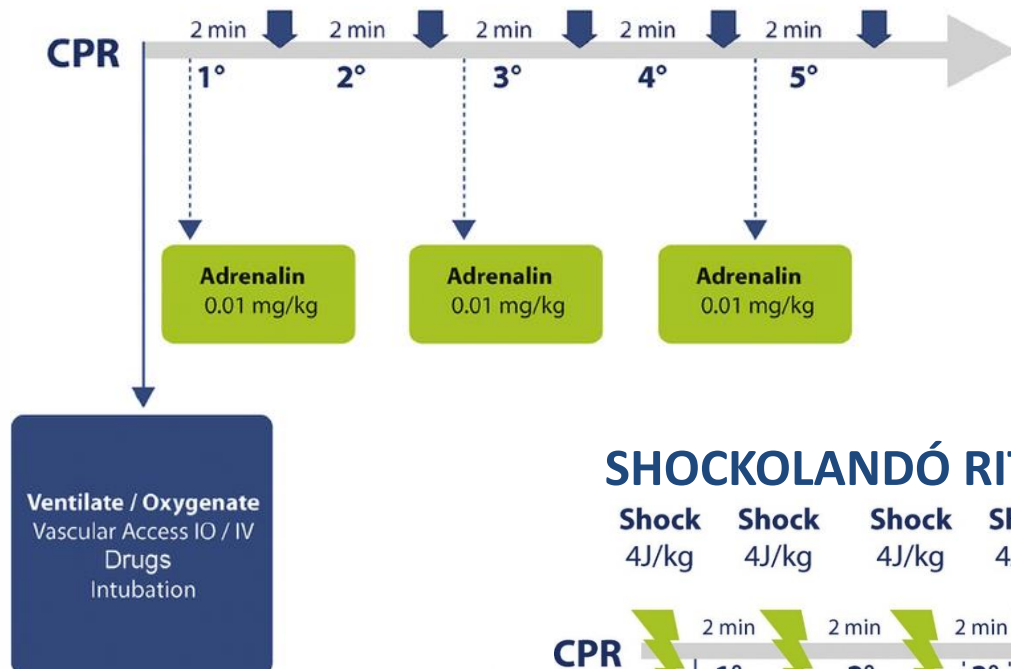 2 min 2 min 2 min 2 min 2 min
CPR
1° 2° 3° 4° 5°
Adrenalin
0.01 mg/kg
Adrenalin
0.01 mg/kg
Adrenalin
0.01 mg/kg
Ventilate / Oxygenate
Vascular Access IO / IV
Drugs
Intubation
SHOCKOLANDÓ
Shock Shock Shock
4J/kg 4J/kg 4J/kg
2 min 2 min 2 min
CPR